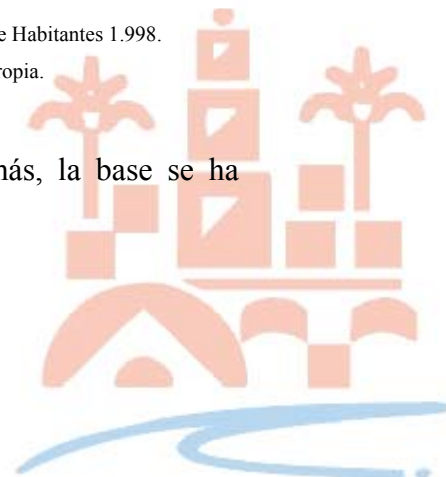 e Habitantes 1.998.
ropia.
más, la base se ha